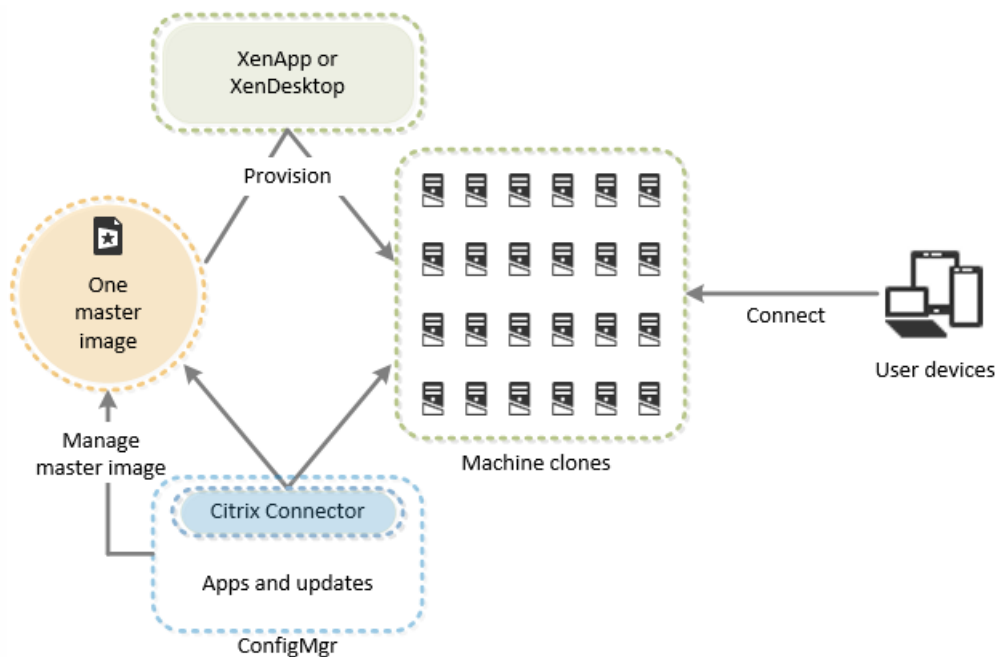 XenApp or
XenDesktop
Provision
One
master
image
Connect
User devices
Manage
master image
Machine clones
Citrix Connector
Apps and updates
ConfigMgr